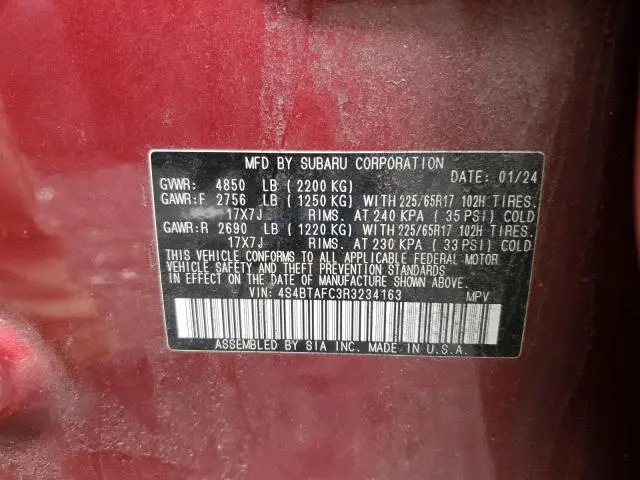 MFD BY SUBARU CORPORATION
DATE: 01/24
GVWR: 4850 LB (2200 KG)
GAWR:F 2756 LB (1250 KG) WITH 225/65R17 102H TIRES.
17X7J RIMS. AT 240 KPA (35 PSI) COLD
GAWR:R 2690 LB (1220 KG) WITH 225/65R17 102H TIRES.
17X7J RIMS. AT 230 KPA (33 PSI) COLD
THIS VEHICLE CONFORMS TO ALL APPLICABLE FEDERAL MOTOR
VEHICLE SAFETY AND THEFT PREVENTION STANDARDS
IN EFFECT ON THE DATE OF MANUFACTURE SHOWN ABOVE.
VIN: 4S4BTAFC3R3234163 MPV
ASSEMBLED BY SIA INC. MADE IN U.S.A.